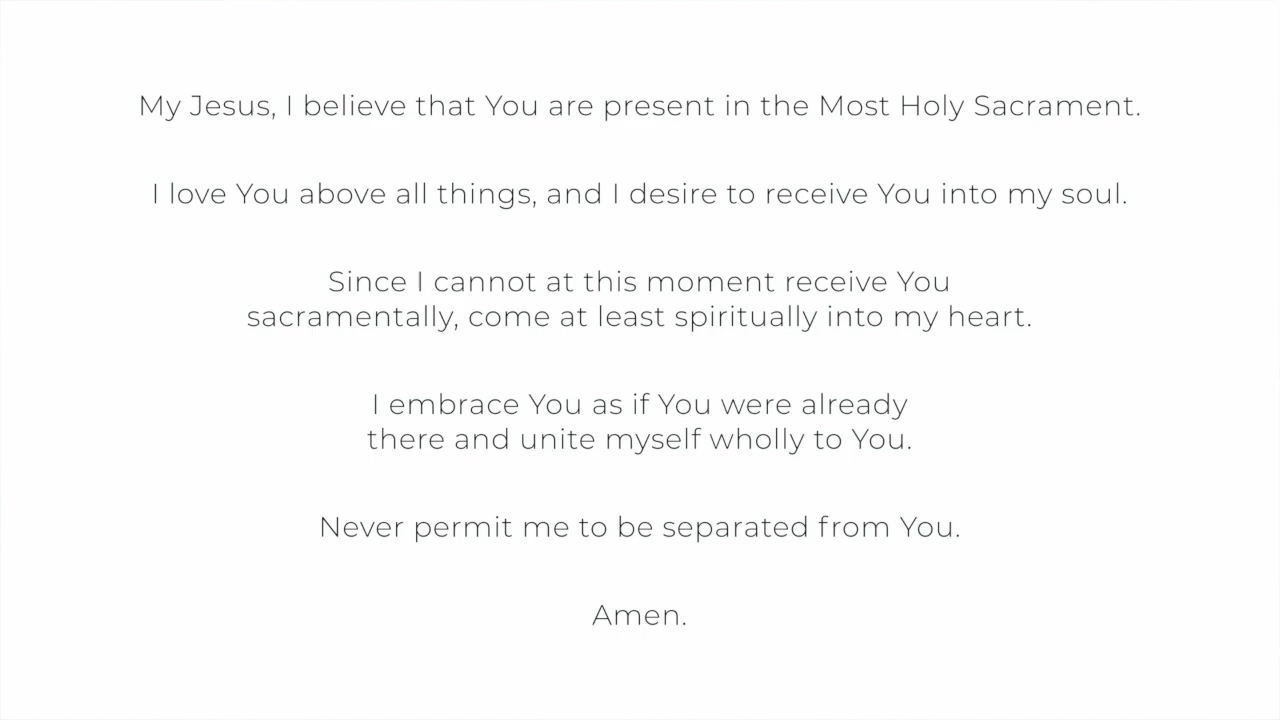 My Jesus, I believe that You are present in the Most Holy Sacrament.
I love You above all things, and I desire to receive You into my soul.
Since I cannot at this moment receive You
sacramentally, come at least spiritually into my heart.
I embrace You as if You were already
there and unite myself wholly to You.
Never permit me to be separated from You.
Amen.